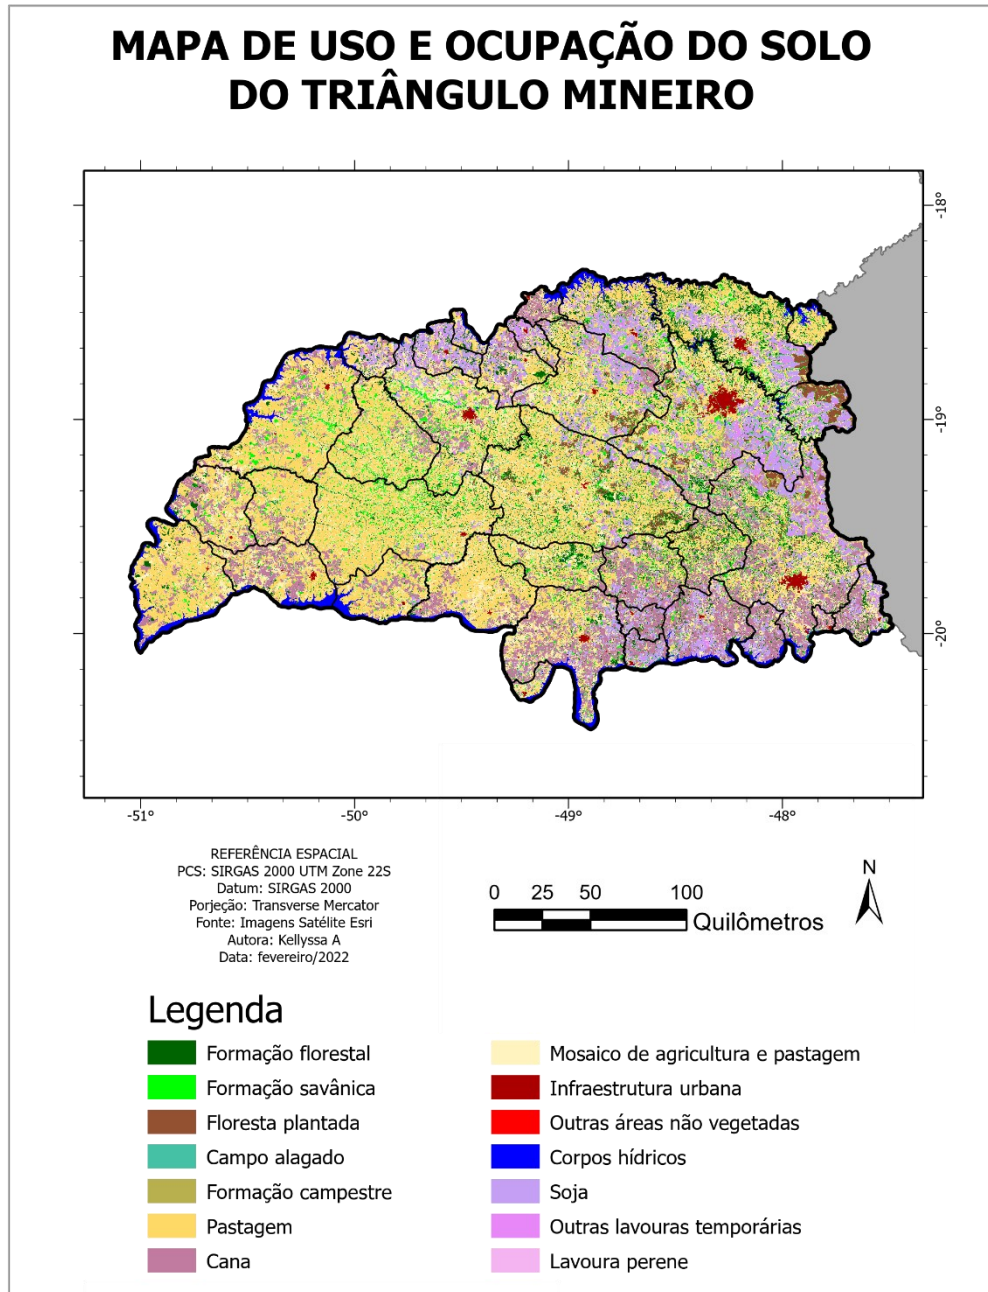 MAPA DE USO E OCUPAÇÃO DO SOLO
DO TRIÂNGULO MINEIRO
-18°
-19°
-20°
-51°
-50°
-49°
-48°
REFERÊNCIA ESPACIAL
PCS: SIRGAS 2000 UTM Zone 22S
Datum: SIRGAS 2000
Porjeção: Transverse Mercator
Fonte: Imagens Satélite Esri
Autora: Kellyssa A
Data: fevereiro/2022
0 25 50 100
Quilômetros
N
Legenda
Formação florestal
Formação savânica
Floresta plantada
Campo alagado
Formação campestre
Pastagem
Cana
Mosaico de agricultura e pastagem
Infraestrutura urbana
Outras áreas não vegetadas
Corpos hídricos
Soja
Outras lavouras temporárias
Lavoura perene